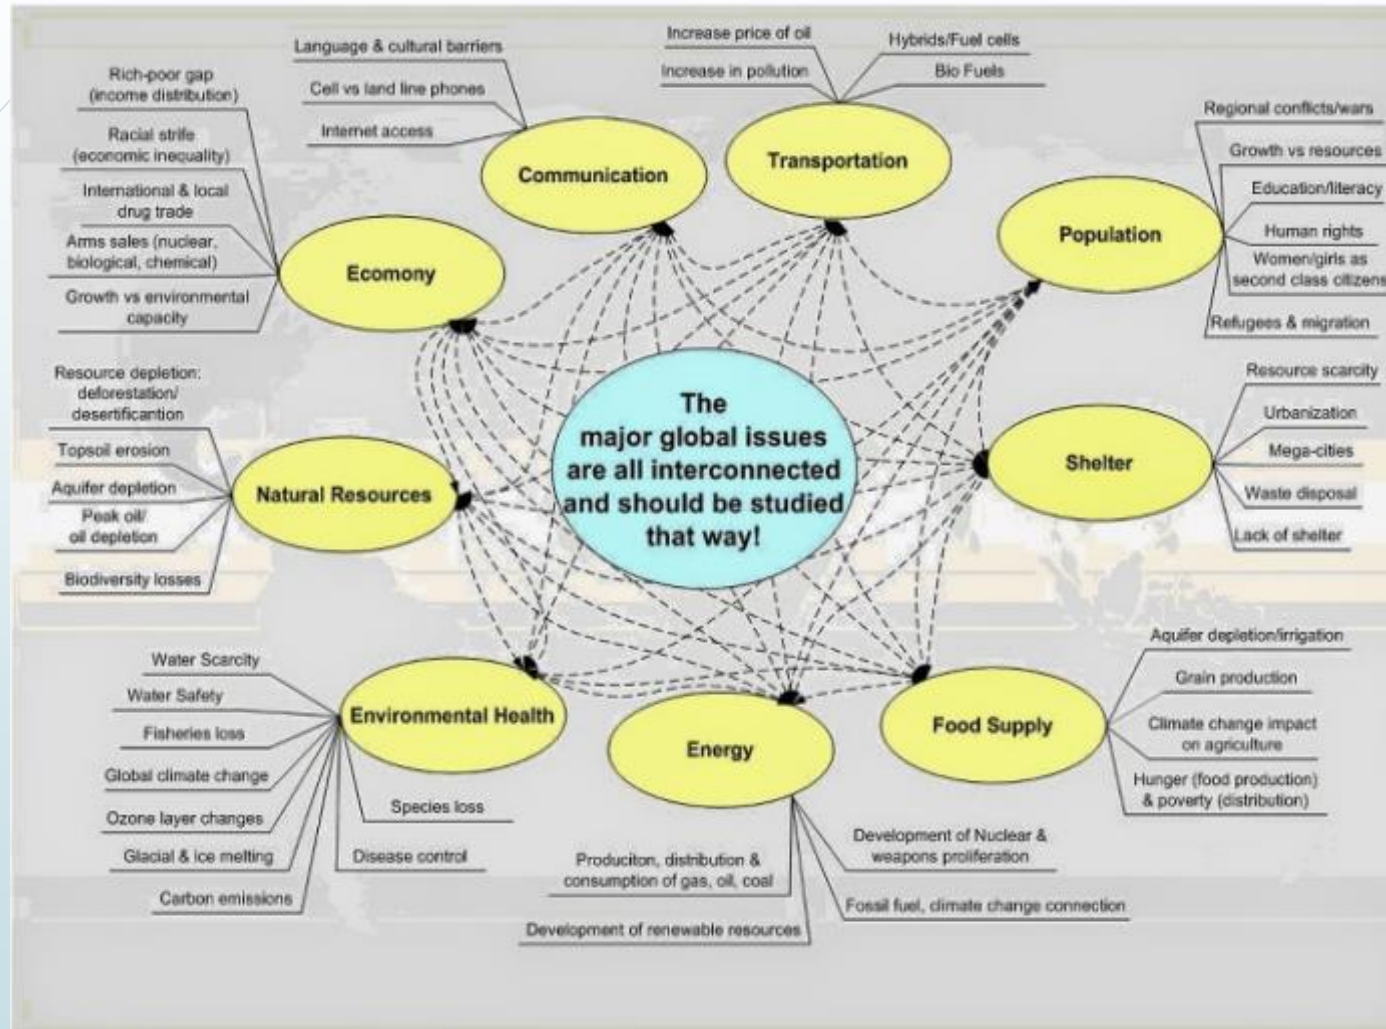 Language & cultural barriers
Cell vs land line phones
Internet access
Communication
Increase price of oil
Increase in pollution
Hybrids/Fuel cells
Bio Fuels
Transportation
Rich-poor gap
(income distribution)
Racial strife
(economic inequality)
International & local
drug trade
Arms sales (nuclear,
biological, chemical)
Growth vs environmental
capacity
Ecomony
Regional conflicts/wars
Growth vs resources
Education/literacy
Human rights
Women/girls as
second class citizens
Refugees & migration
Population
The
major global issues
are all interconnected
and should be studied
that way!
Resource depletion:
deforestation/
desertificantion
Topsoil erosion
Aquifer depletion
Peak oil/
oil depletion
Biodiversity losses
Natural Resources
Resource scarcity
Urbanization
Mega-cities
Waste disposal
Lack of shelter
Shelter
Water Scarcity
Water Safety
Fisheries loss
Global climate change
Ozone layer changes
Glacial & ice melting
Carbon emissions
Species loss
Disease control
Environmental Health
Energy
Produciton, distribution &
consumption of gas, oil, coal
Development of renewable resources
Development of Nuclear &
weapons proliferation
Fossil fuel, climate change connection
Food Supply
Aquifer depletion/irrigation
Grain production
Climate change impact
on agriculture
Hunger (food production)
& poverty (distribution)